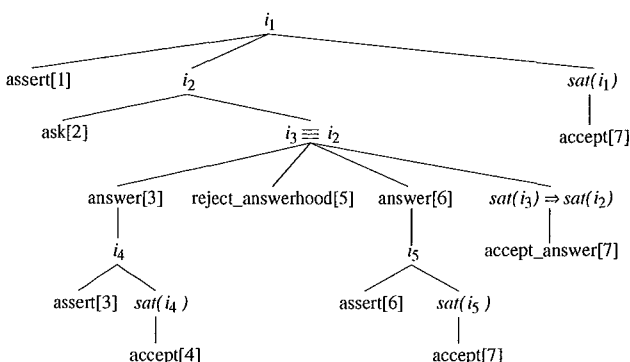 i₁
assert[1] i₂ sat(i₁)
ask[2] i₃ ≡ i₂ accept[7]
answer[3] reject_answerhood[5] answer[6] sat(i₃) ⇒ sat(i₂)
i₄ i₅ accept_answer[7]
assert[3] sat(i₄) assert[6] sat(i₅)
accept[4] accept[7]